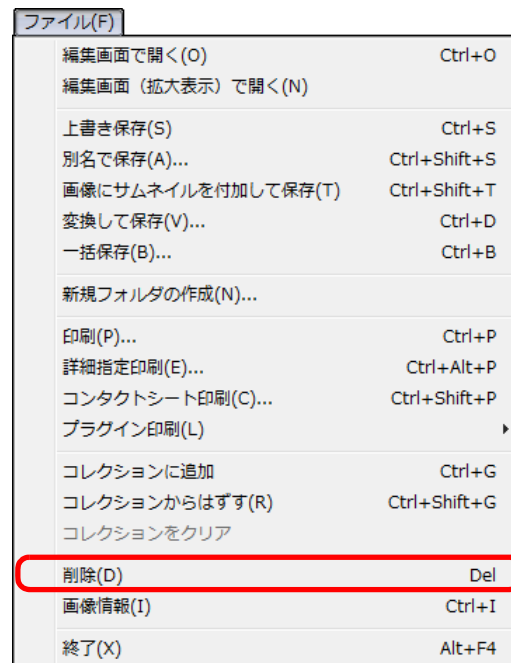 ファイル(F)
編集画面で開く(O) Ctrl+O
編集画面（拡大表示）で開く(N)
上書き保存(S) Ctrl+S
別名で保存(A)... Ctrl+Shift+S
画像にサムネイルを付加して保存(T) Ctrl+Shift+T
変換して保存(V)... Ctrl+D
一括保存(B)... Ctrl+B
新規フォルダの作成(N)...
印刷(P)... Ctrl+P
詳細指定印刷(E)... Ctrl+Alt+P
コンタクトシート印刷(C)... Ctrl+Shift+P
プラグイン印刷(L)
コレクションに追加 Ctrl+G
コレクションからはずす(R) Ctrl+Shift+G
コレクションをクリア
削除(D) Del
画像情報(I) Ctrl+I
終了(X) Alt+F4